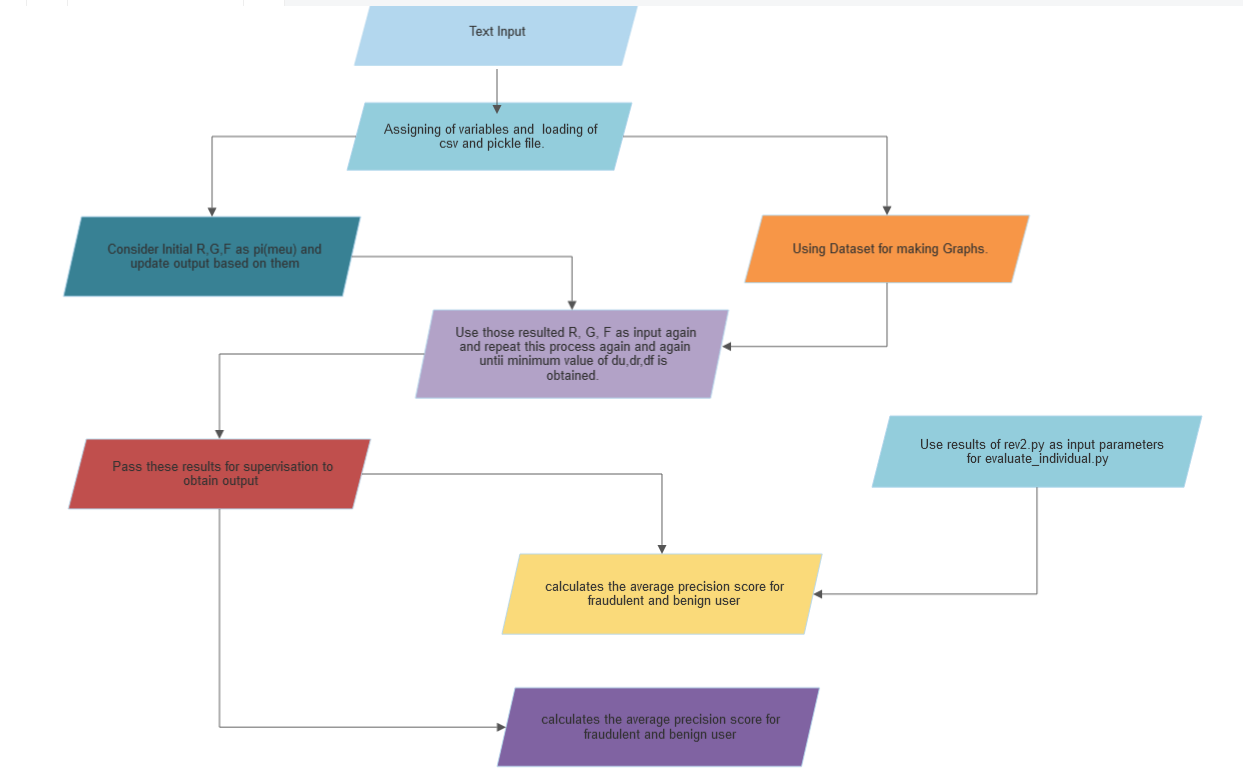 Text Input
Assigning of variables and loading of
csv and pickle file.
Consider Initial R,G,F as pi(meu) and
update output based on them
Using Dataset for making Graphs.
Use those resulted R, G, F as input again
and repeat this process again and again
until minimum value of du,dr,df is
obtained.
Use results of rev2.py as input parameters
for evaluate_individual.py
Pass these results for supervisation to
obtain output
calculates the average precision score for
fraudulent and benign user
calculates the average precision score for
fraudulent and benign user